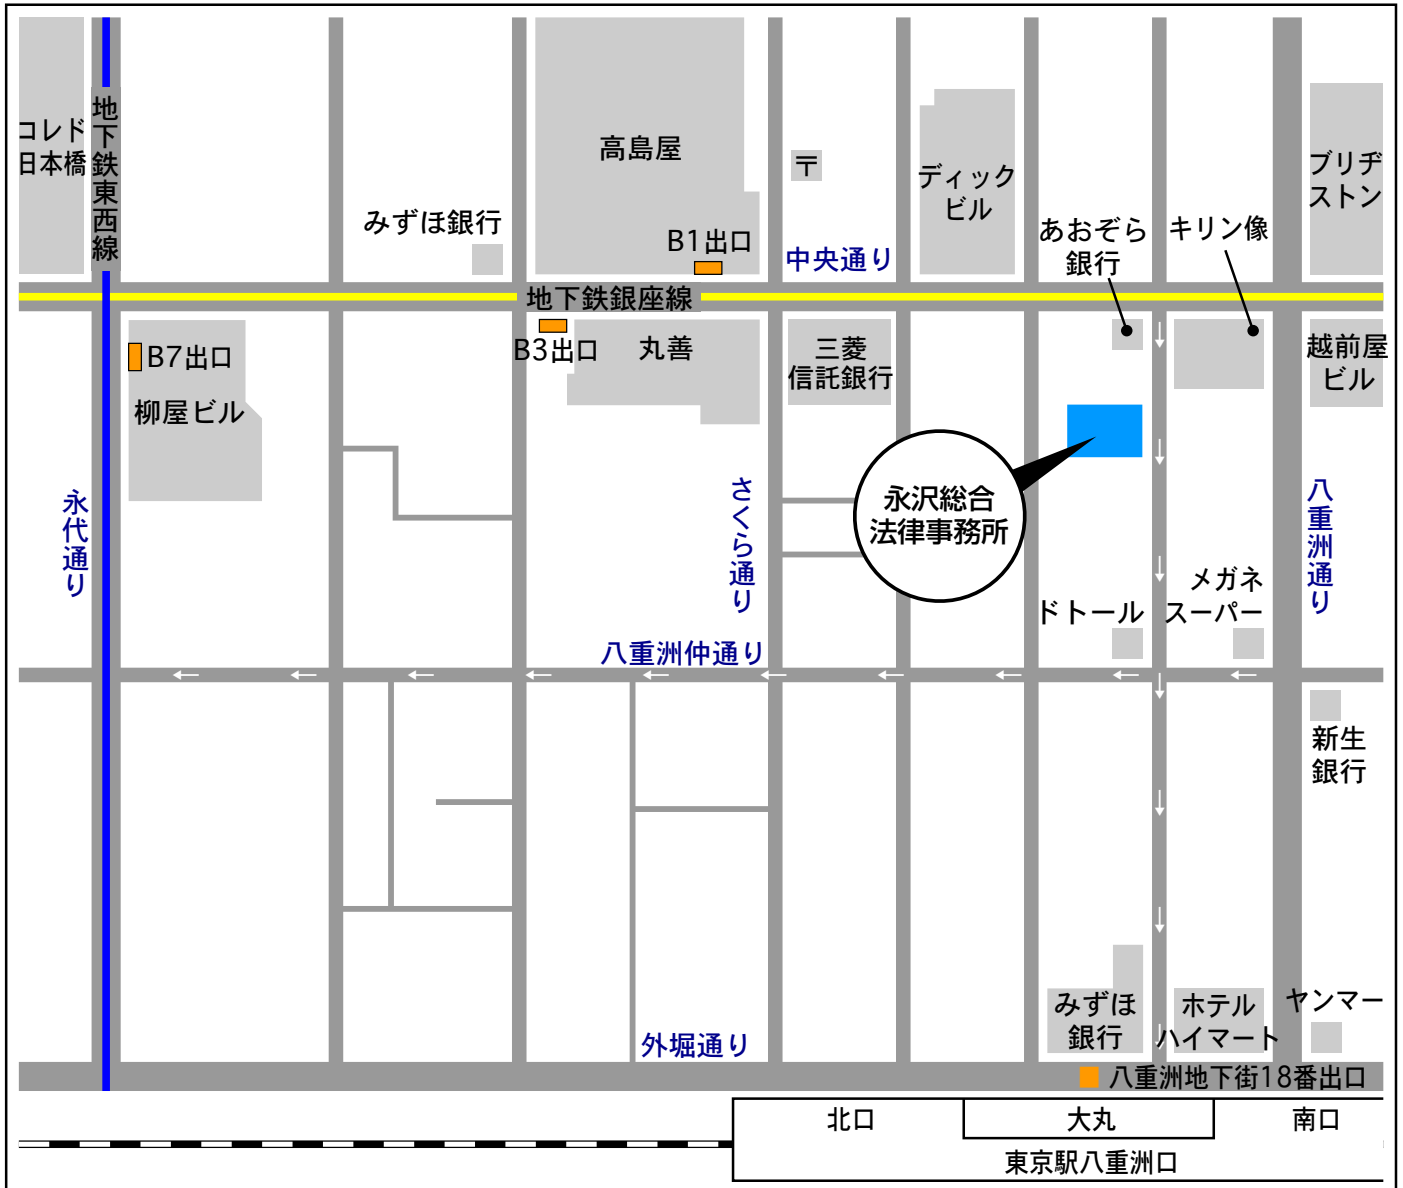 コレド
日本橋
地下鉄東西線
高島屋
〒
ディック
ビル
ブリヂ
ストン
みずほ銀行
B1出口
中央通り
あおぞら
銀行
キリン像
地下鉄銀座線
B7出口
柳屋ビル
B3出口
丸善
三菱
信託銀行
越前屋
ビル
永代通り
さくら通り
永沢総合
法律事務所
八重洲通り
メガネ
スーパー
ドトール
八重洲仲通り
新生
銀行
みずほ
銀行
ホテル
ハイマート
ヤンマー
外堀通り
八重洲地下街18番出口
北口
大丸
南口
東京駅八重洲口